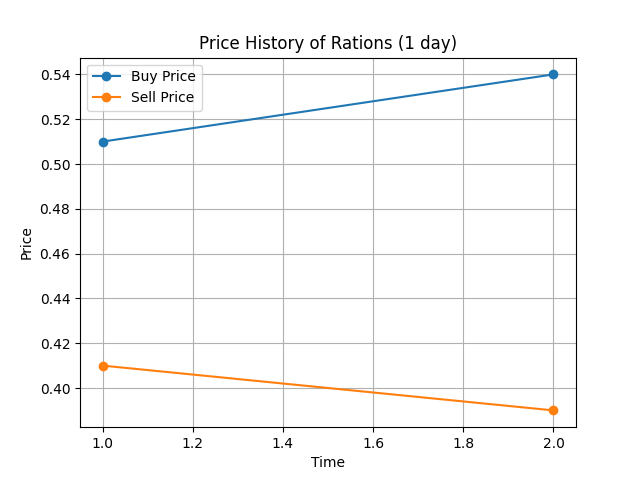 Price History of Rations (1 day)
Buy Price
Sell Price
Price
0.54
0.52
0.50
0.48
0.46
0.44
0.42
0.40
1.0 1.2 1.4 1.6 1.8 2.0
Time